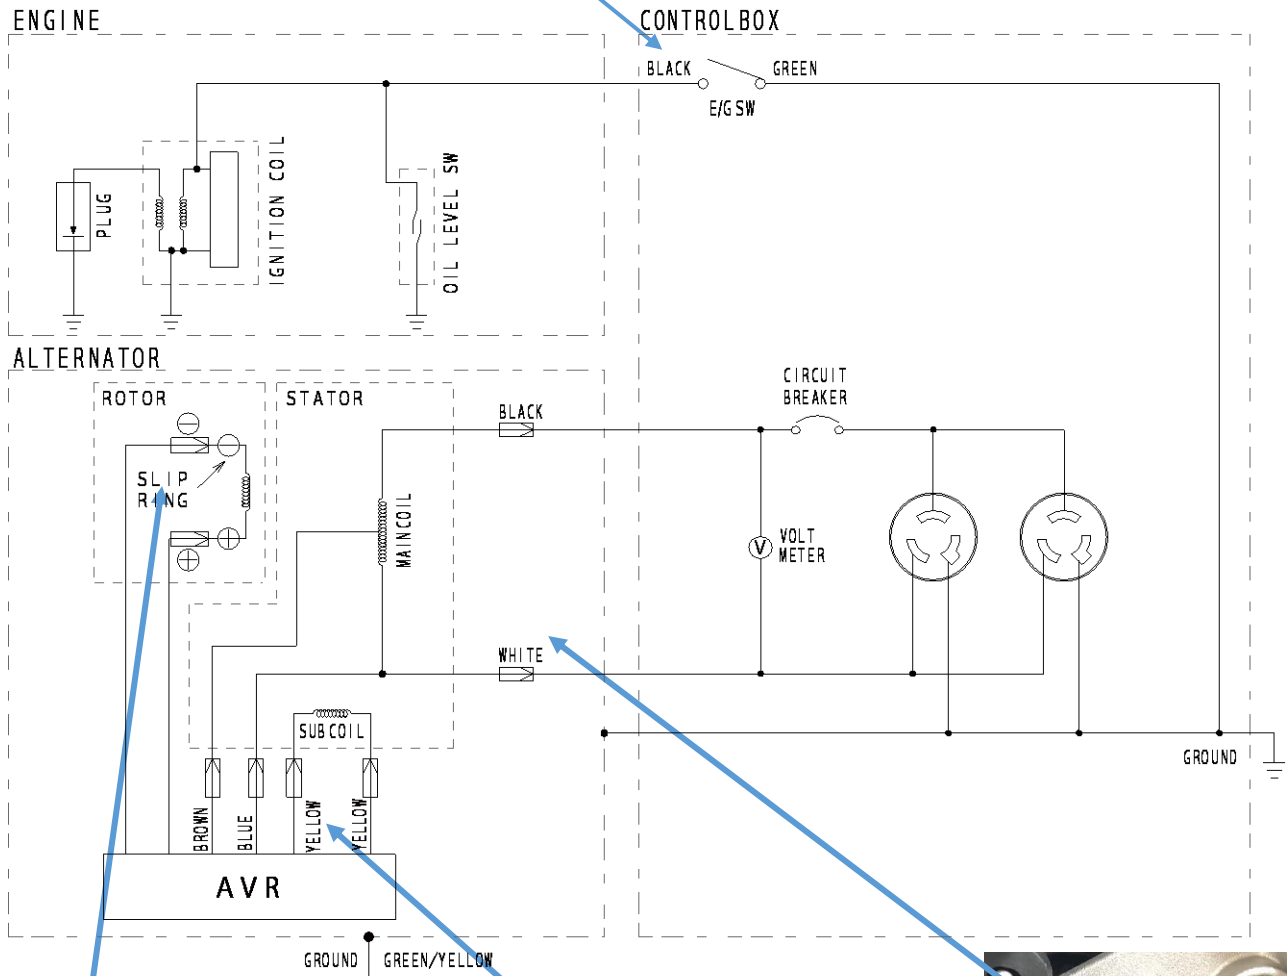 ENGINE
CONTROLBOX
BLACK
GREEN
E/GSW
PLUG
IGNITION COIL
OIL LEVEL SW
ALTERNATOR
ROTOR
STATOR
SLIP
RING
MAINCOIL
BLACK
WHITE
CIRCUIT
BREAKER
V
VOLT
METER
SUBCOIL
BROWN
BLUE
YELLOW
YELLOW
AVR
GROUND
GROUND
GREEN/YELLOW